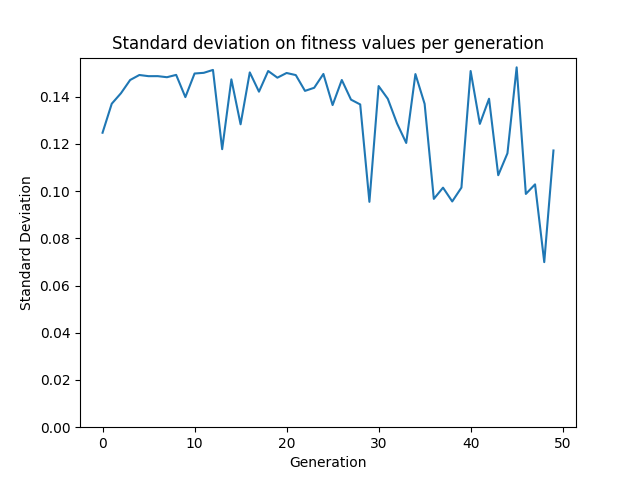 Standard deviation on fitness values per generation
Standard Deviation
0.14
0.12
0.10
0.08
0.06
0.04
0.02
0.00
0 10 20 30 40 50
Generation